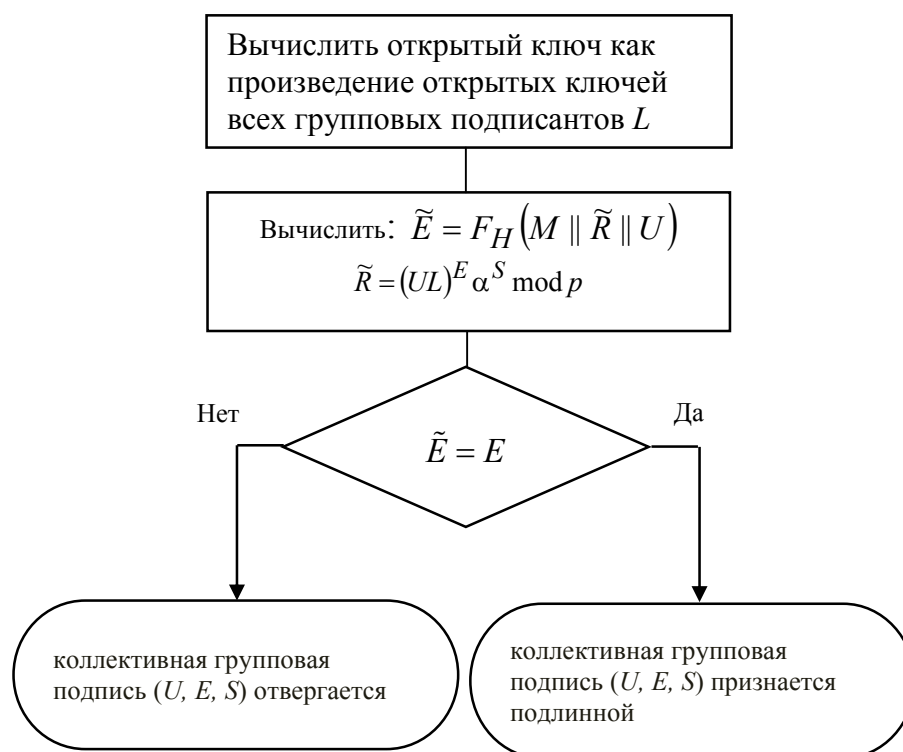 Вычислить открытый ключ как
произведение открытых ключей
всех групповых подписантов L
Вычислить: Ẽ = F_H(M || R̃ || U)
R̃ = (UL)^E α^S mod p
Нет
Да
Ẽ = E
коллективная групповая
подпись (U, E, S) отвергается
коллективная групповая
подпись (U, E, S) признается
подлинной